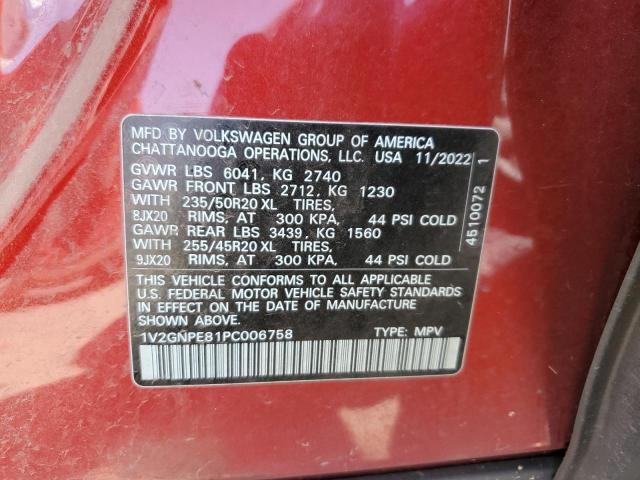 MFD BY VOLKSWAGEN GROUP OF AMERICA
CHATTANOOGA OPERATIONS, LLC. USA 11/2022
GVWR LBS 6041, KG 2740
GAWR FRONT LBS 2712, KG 1230
WITH 235/50R20 XL TIRES,
8JX20 RIMS, AT 300 KPA, 44 PSI COLD
GAWR REAR LBS 3439, KG 1560
WITH 255/45R20 XL TIRES,
9JX20 RIMS, AT 300 KPA, 44 PSI COLD
THIS VEHICLE CONFORMS TO ALL APPLICABLE
U.S. FEDERAL MOTOR VEHICLE SAFETY STANDARDS
IN EFFECT ON THE DATE OF MANUFACTURE
SHOWN ABOVE.
1V2GNPE81PC006758 TYPE: MPV
4510072 1